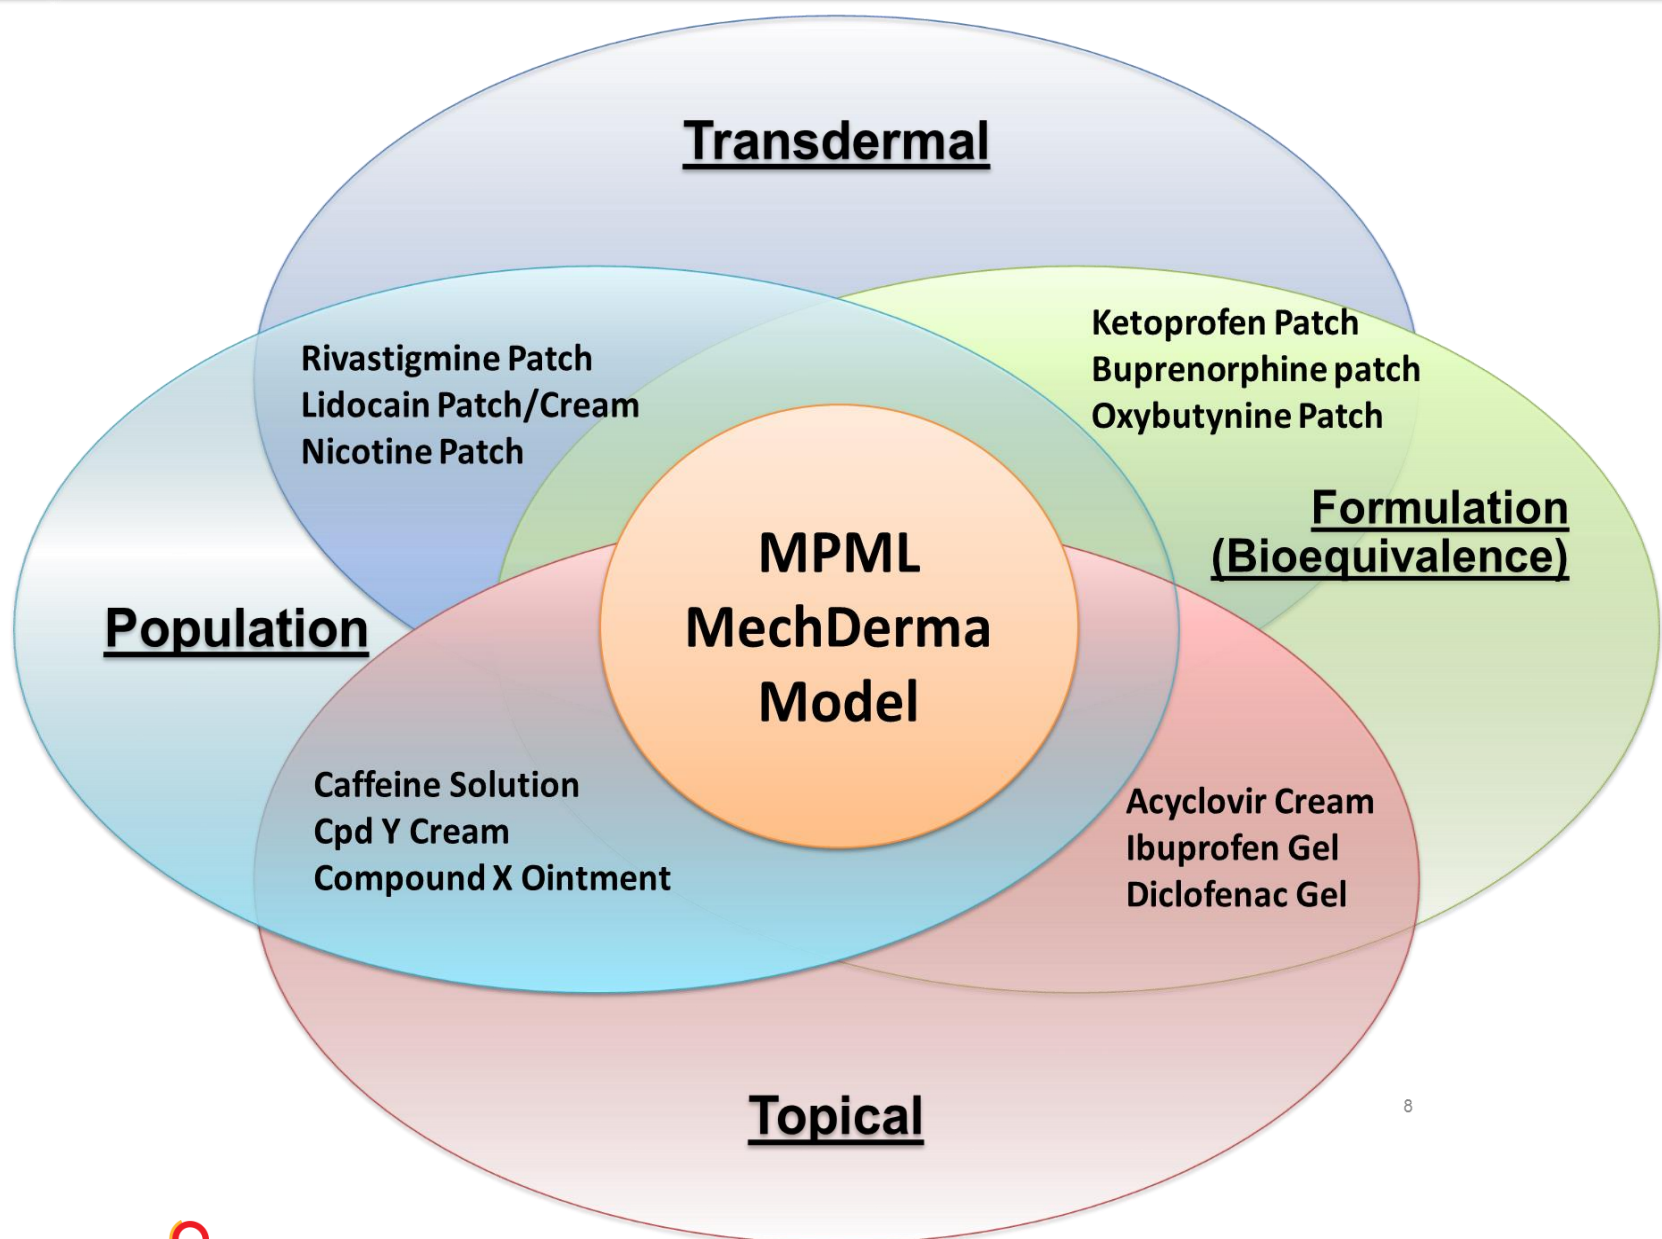 Transdermal
Rivastigmine Patch
Lidocain Patch/Cream
Nicotine Patch
Ketoprofen Patch
Buprenorphine patch
Oxybutynine Patch
Formulation
(Bioequivalence)
Population
MPML
MechDerma
Model
Caffeine Solution
Cpd Y Cream
Compound X Ointment
Acyclovir Cream
Ibuprofen Gel
Diclofenac Gel
Topical
8